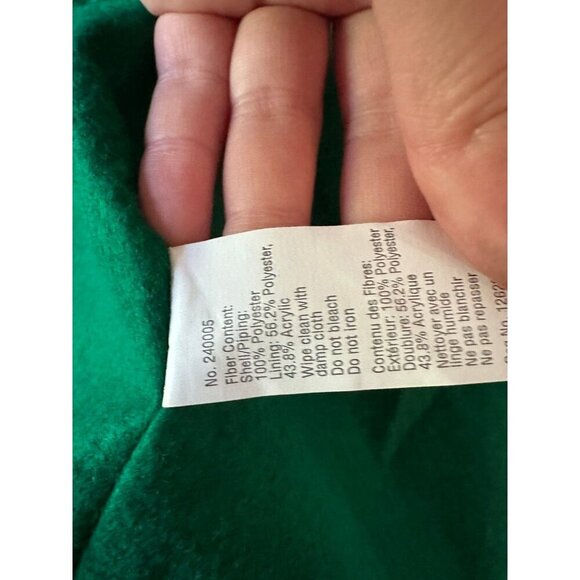 No. 240005
Fiber Content:
Shell/Piping:
100% Polyester
Lining: 56.2% Polyester,
43.8% Acrylic
Wipe clean with
damp cloth
Do not bleach
Do not iron
Contenu des Fibres:
Extérieur: 100% Polyester
Doublure: 56.2% Polyester,
43.8% Acrylique
Nettoyer avec un
linge humide
Ne pas blanchir
Ne pas repasser
No.